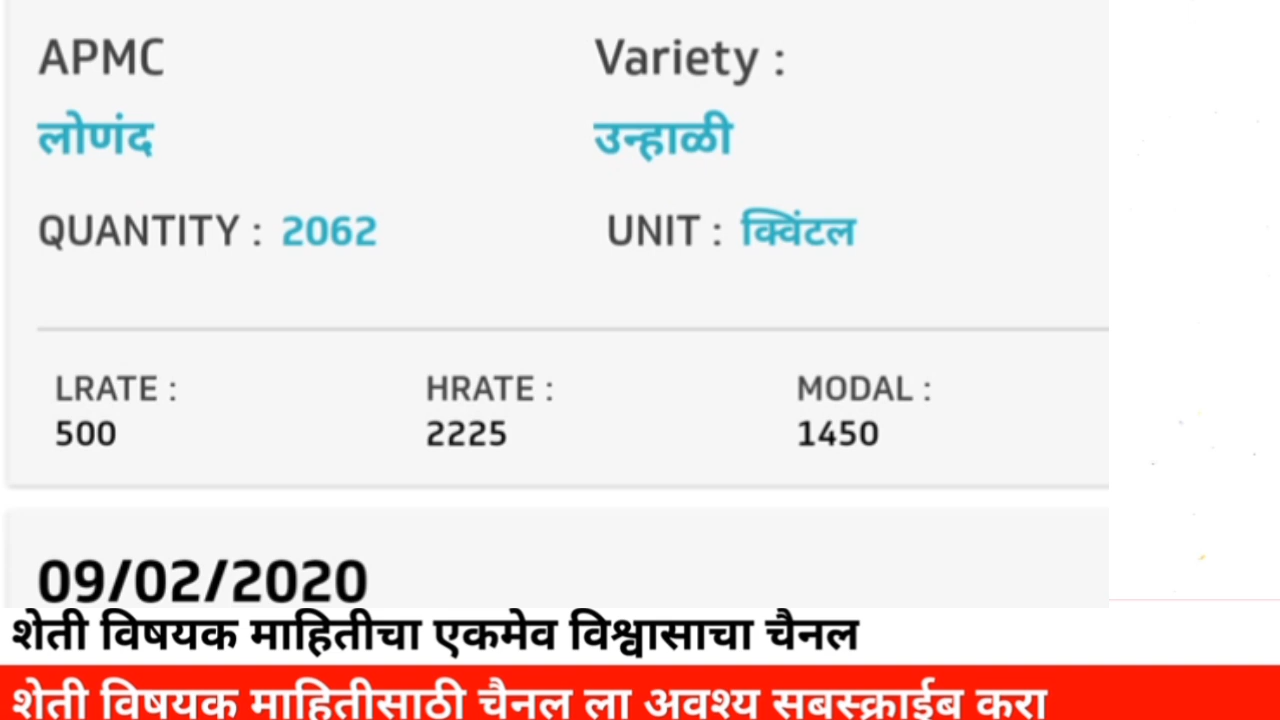 APMC Variety :
लोणंद उन्हाळी
QUANTITY : 2062 UNIT : क्विंटल
LRATE : HRATE : MODAL :
500 2225 1450
09/02/2020
शेती विषयक माहितीचा एकमेव विश्वासाचा चैनल
शेती विषयक माहितीसाठी चैनल ला अवश्य सबस्क्राईब करा